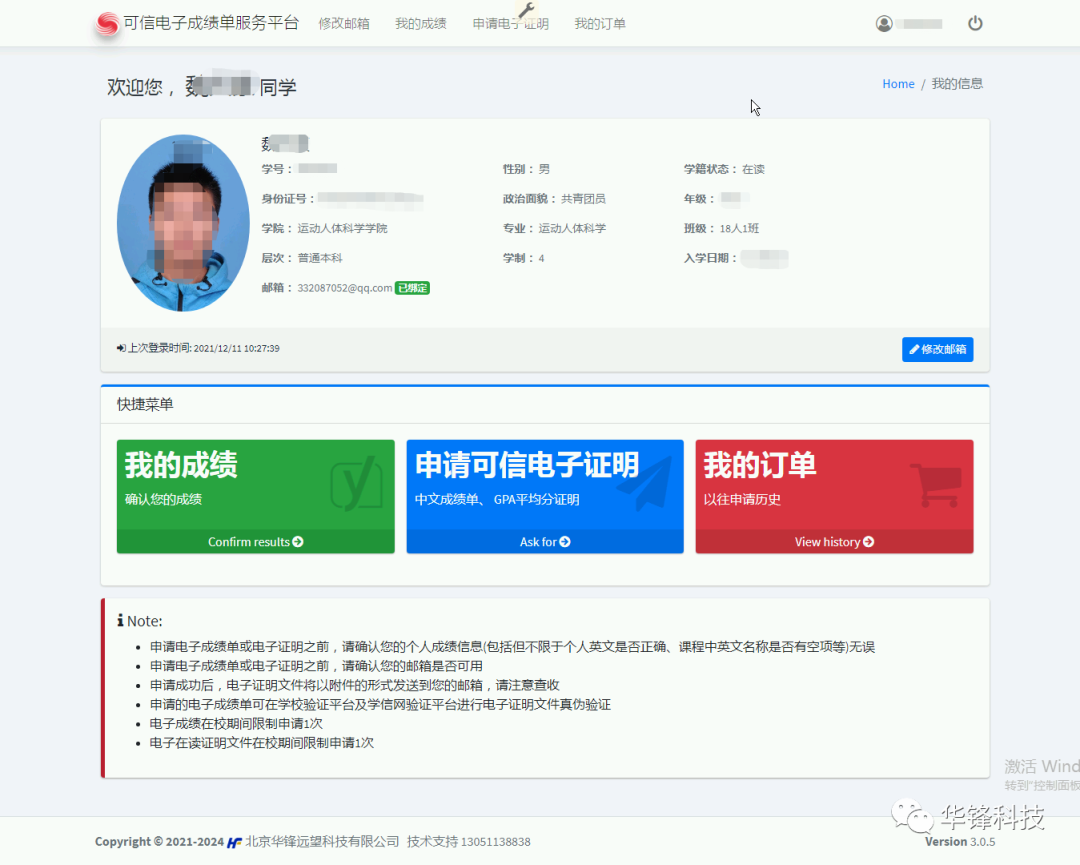 可信电子成绩单服务平台 修改邮箱 我的成绩 申请电子证明 我的订单
欢迎您， 同学
Home / 我的信息
学号： 性别：男 学籍状态：在读
身份证号： 政治面貌：共青团员 年级：
学院：运动人体科学学院 专业：运动人体科学 班级：18人1班
层次：普通本科 学制：4 入学日期：
邮箱：332087052@qq.com 已绑定
上次登录时间: 2021/12/11 10:27:39 修改邮箱
快捷菜单
我的成绩
确认您的成绩
Confirm results
申请可信电子证明
中文成绩单、GPA平均分证明
Ask for
我的订单
以往申请历史
View history
Note:
申请电子成绩单或电子证明之前，请确认您的个人成绩信息(包括但不限于个人英文是否正确、课程中英文名称是否有空项等)无误
申请电子成绩单或电子证明之前，请确认您的邮箱是否可用
申请成功后，电子证明文件将以附件的形式发送到您的邮箱，请注意查收
申请的电子成绩单可在学校验证平台及学信网验证平台进行电子证明文件真伪验证
电子成绩在校期间限制申请1次
电子在读证明文件在校期间限制申请1次
激活 Wind
转到"控制面板
华锋科技
Copyright © 2021-2024 HF 北京华锋远望科技有限公司 技术支持 13051138838
Version 3.0.5